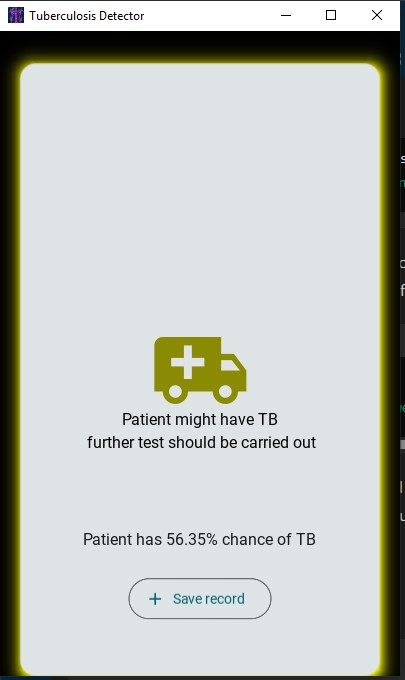 Tuberculosis Detector
Patient might have TB
further test should be carried out
Patient has 56.35% chance of TB
+ Save record